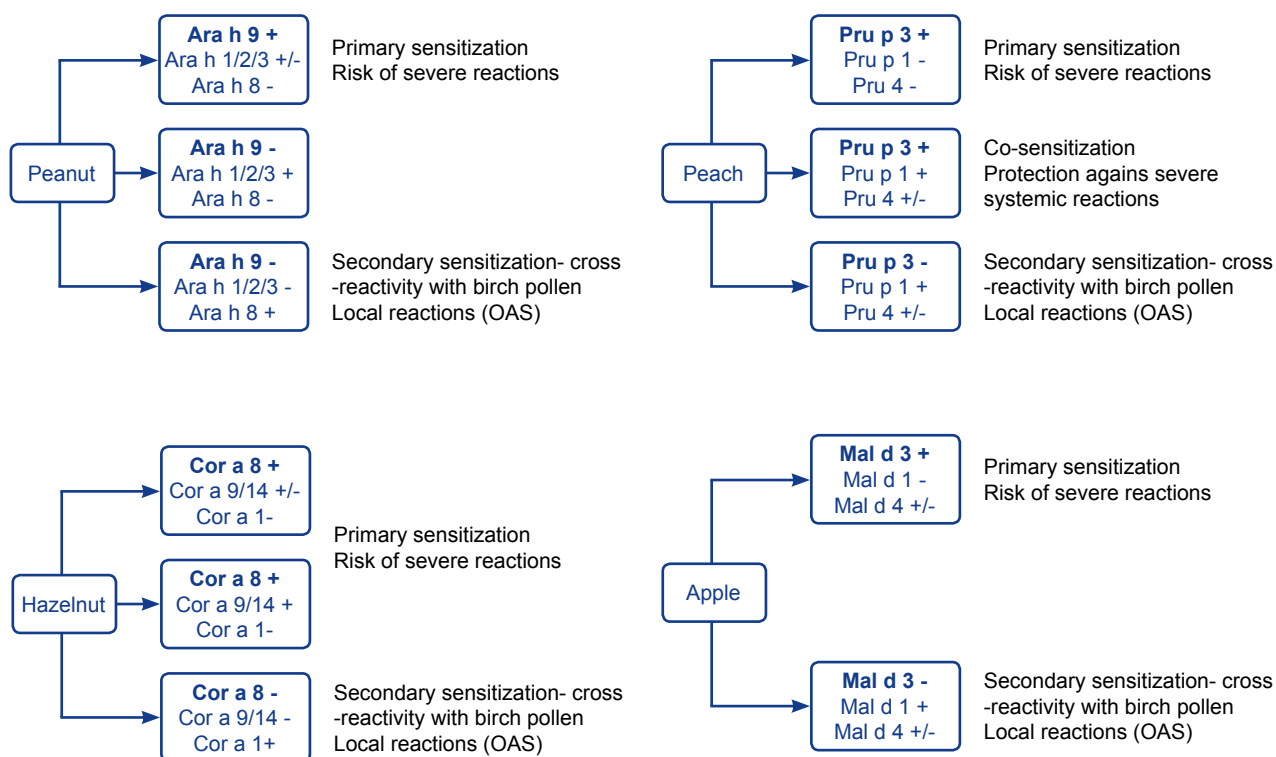 Peanut
Ara h 9 +
Ara h 1/2/3 +/-
Ara h 8 -
Primary sensitization
Risk of severe reactions
Ara h 9 -
Ara h 1/2/3 +
Ara h 8 -
Ara h 9 -
Ara h 1/2/3 -
Ara h 8 +
Secondary sensitization- cross
-reactivity with birch pollen
Local reactions (OAS)
Peach
Pru p 3 +
Pru p 1 -
Pru 4 -
Primary sensitization
Risk of severe reactions
Pru p 3 +
Pru p 1 +
Pru 4 +/-
Co-sensitization
Protection agains severe
systemic reactions
Pru p 3 -
Pru p 1 +
Pru 4 +/-
Secondary sensitization- cross
-reactivity with birch pollen
Local reactions (OAS)
Hazelnut
Cor a 8 +
Cor a 9/14 +/-
Cor a 1-
Primary sensitization
Risk of severe reactions
Cor a 8 +
Cor a 9/14 +
Cor a 1-
Cor a 8 -
Cor a 9/14 -
Cor a 1+
Secondary sensitization- cross
-reactivity with birch pollen
Local reactions (OAS)
Apple
Mal d 3 +
Mal d 1 -
Mal d 4 +/-
Primary sensitization
Risk of severe reactions
Mal d 3 -
Mal d 1 +
Mal d 4 +/-
Secondary sensitization- cross
-reactivity with birch pollen
Local reactions (OAS)